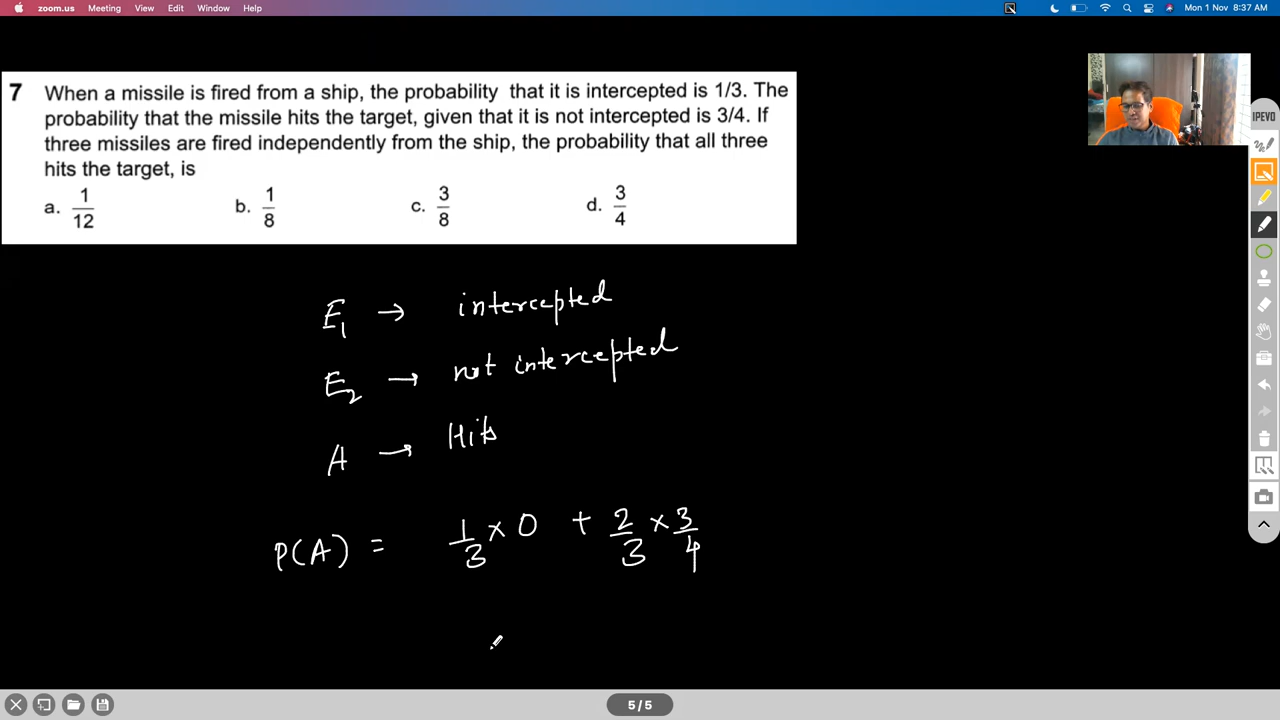 zoom.us Meeting View Edit Window Help Mon 1 Nov 8:37 AM
7 When a missile is fired from a ship, the probability that it is intercepted is 1/3. The
probability that the missile hits the target, given that it is not intercepted is 3/4. If
three missiles are fired independently from the ship, the probability that all three
hits the target, is
a. 1/12 b. 1/8 c. 3/8 d. 3/4
IPEVO
E₁ → intercepted
E₂ → not intercepted
A → Hits
P(A) = 1/3 × 0 + 2/3 × 3/4
5 / 5